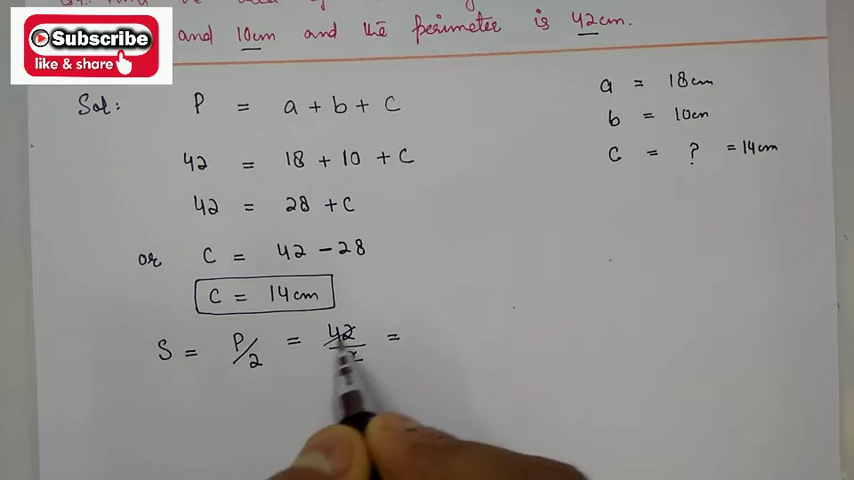 Subscribe
like & share
and 10cm and the perimeter is 42cm.
Sol: P = a + b + c
42 = 18 + 10 + c
42 = 28 + c
or c = 42 - 28
c = 14cm
S = P/2 = 42/2 =
a = 18cm
b = 10cm
c = ? = 14cm